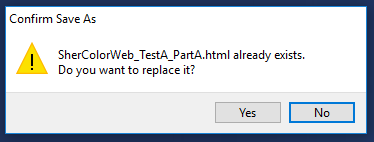 Confirm Save As
SherColorWeb_TestA_PartA.html already exists.
Do you want to replace it?
Yes No